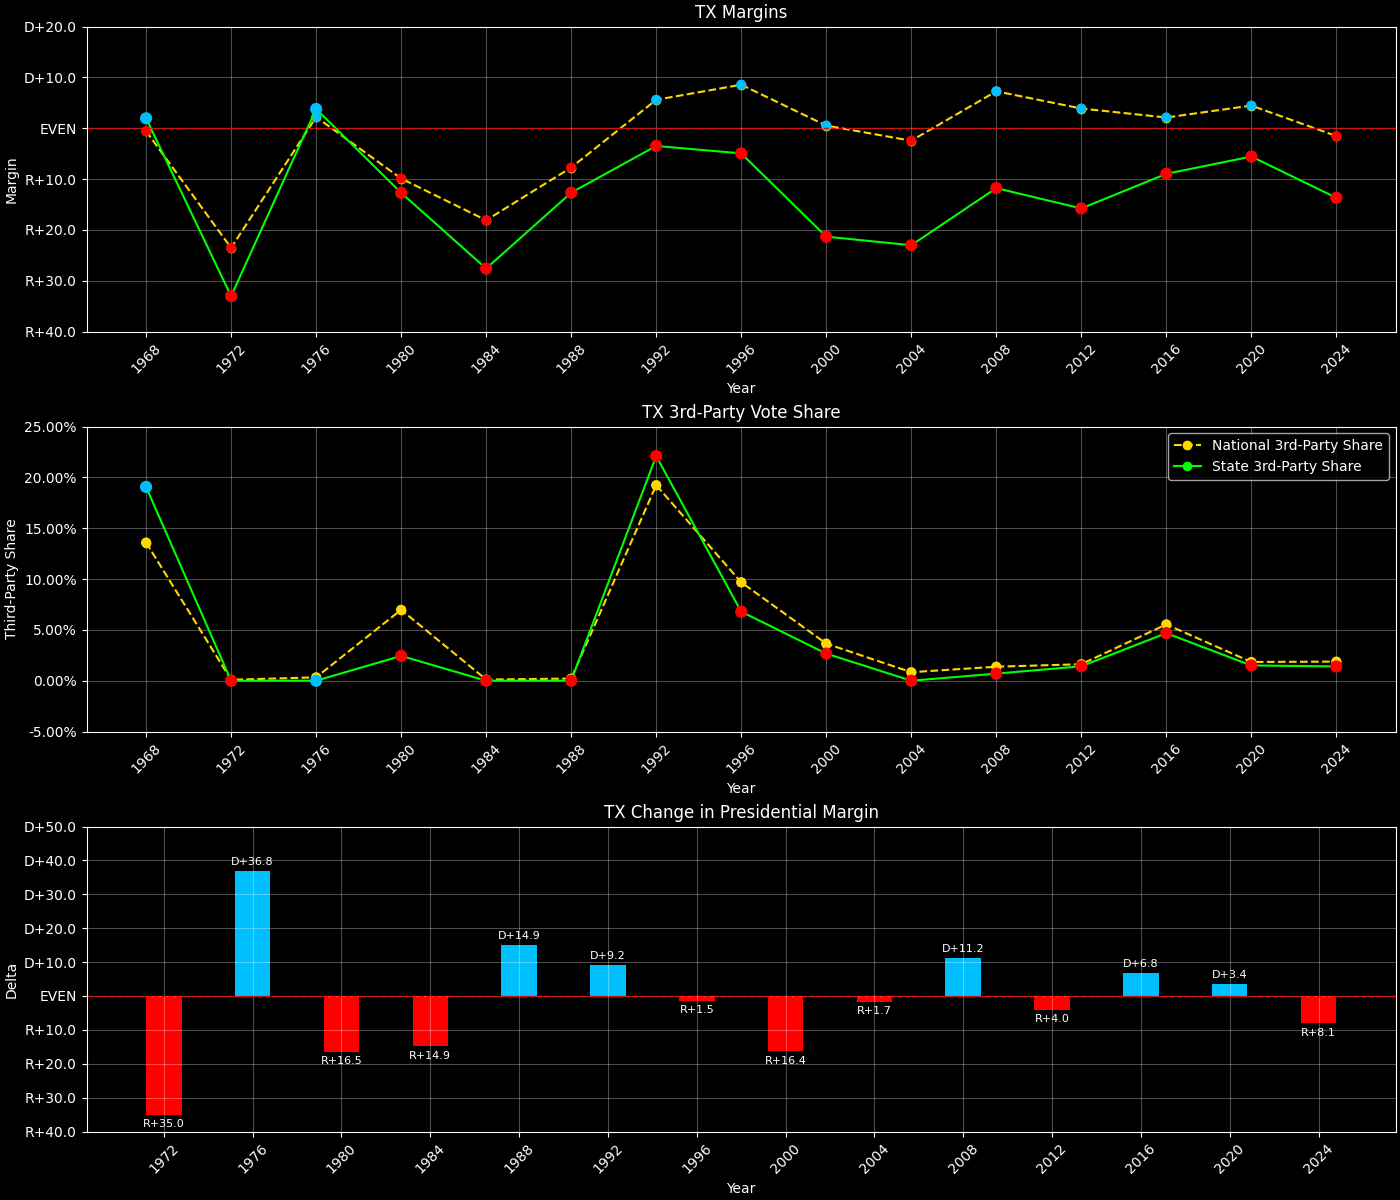 TX Margins
D+20.0
D+10.0
EVEN
R+10.0
R+20.0
R+30.0
R+40.0
Margin
1968 1972 1976 1980 1984 1988 1992 1996 2000 2004 2008 2012 2016 2020 2024
Year
TX 3rd-Party Vote Share
25.00%
20.00%
15.00%
10.00%
5.00%
0.00%
-5.00%
Third-Party Share
National 3rd-Party Share
State 3rd-Party Share
1968 1972 1976 1980 1984 1988 1992 1996 2000 2004 2008 2012 2016 2020 2024
Year
TX Change in Presidential Margin
D+50.0
D+40.0
D+30.0
D+20.0
D+10.0
EVEN
R+10.0
R+20.0
R+30.0
R+40.0
Delta
R+35.0
D+36.8
R+16.5
R+14.9
D+14.9
D+9.2
R+1.5
R+16.4
R+1.7
D+11.2
R+4.0
D+6.8
D+3.4
R+8.1
1972 1976 1980 1984 1988 1992 1996 2000 2004 2008 2012 2016 2020 2024
Year